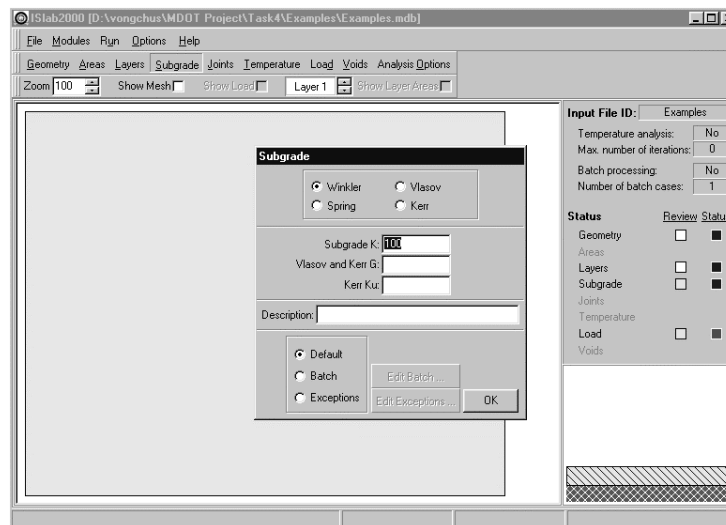 ISlab2000 [D:\vongchus\MDOT Project\Task4\Examples\Examples.mdb]
File Modules Run Options Help
Geometry Areas Layers Subgrade Joints Temperature Load Voids Analysis Options
Zoom 100 Show Mesh Show Load Layer 1 Show Layer Areas
Input File ID: Examples
Temperature analysis: No
Max. number of iterations: 0
Batch processing: No
Number of batch cases: 1
Status Review Statu
Geometry
Areas
Layers
Subgrade
Joints
Temperature
Load
Voids
Subgrade
Winkler Vlasov
Spring Kerr
Subgrade K: 100
Vlasov and Kerr G:
Kerr Ku:
Description:
Default
Batch Edit Batch ...
Exceptions Edit Exceptions ... OK